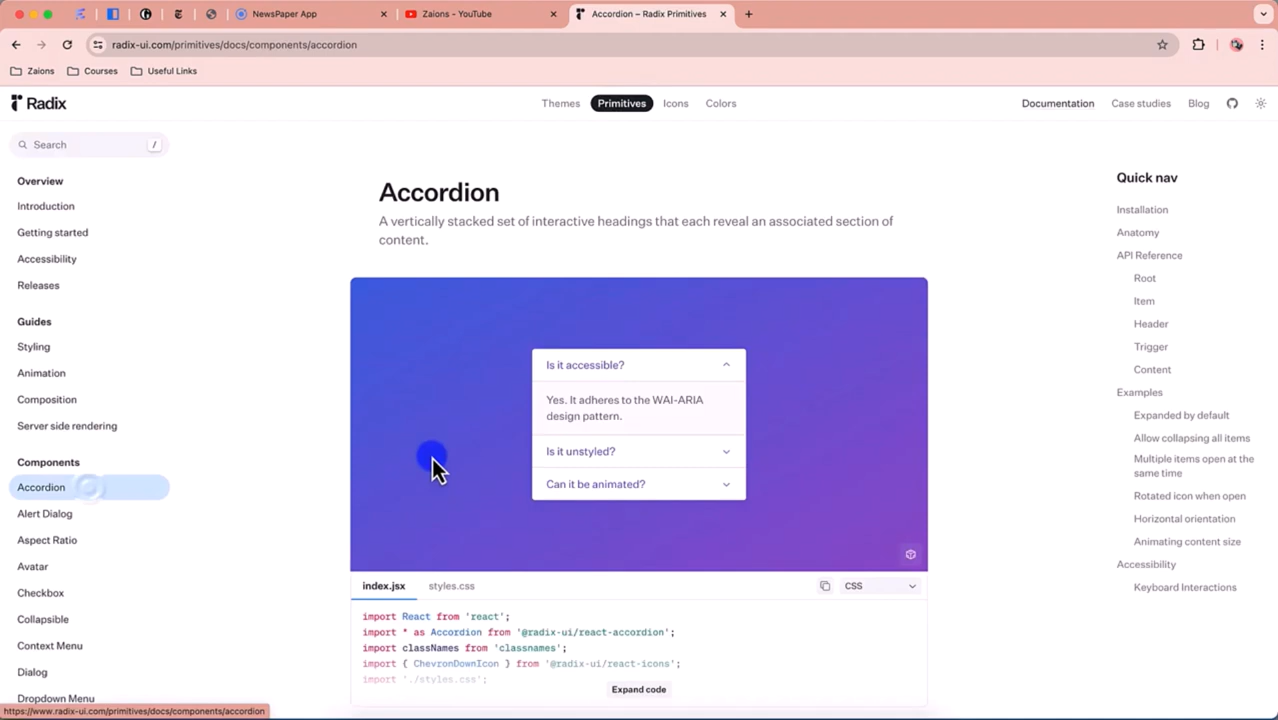 NewsPaper App
Zaions - YouTube
Accordion – Radix Primitives
radix-ui.com/primitives/docs/components/accordion
Zaions
Courses
Useful Links
Radix
Themes
Primitives
Icons
Colors
Documentation
Case studies
Blog
Search
/
Overview
Introduction
Getting started
Accessibility
Releases
Guides
Styling
Animation
Composition
Server side rendering
Components
Accordion
Alert Dialog
Aspect Ratio
Avatar
Checkbox
Collapsible
Context Menu
Dialog
Dropdown Menu
Accordion
A vertically stacked set of interactive headings that each reveal an associated section of
content.
Is it accessible?
Yes. It adheres to the WAI-ARIA
design pattern.
Is it unstyled?
Can it be animated?
index.jsx
styles.css
CSS
import React from 'react';
import * as Accordion from '@radix-ui/react-accordion';
import classNames from 'classnames';
import { ChevronDownIcon } from '@radix-ui/react-icons';
import './styles.css';
Expand code
Quick nav
Installation
Anatomy
API Reference
Root
Item
Header
Trigger
Content
Examples
Expanded by default
Allow collapsing all items
Multiple items open at the
same time
Rotated icon when open
Horizontal orientation
Animating content size
Accessibility
Keyboard Interactions
https://www.radix-ui.com/primitives/docs/components/accordion